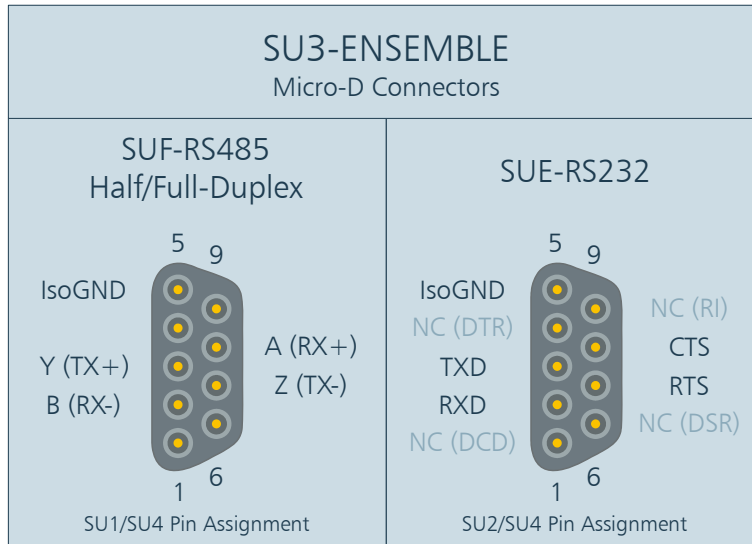 SU3-ENSEMBLE
Micro-D Connectors
SUF-RS485
Half/Full-Duplex
5
9
IsoGND
A (RX+)
Y (TX+)
Z (TX-)
B (RX-)
6
1
SU1/SU4 Pin Assignment
SUE-RS232
5
9
IsoGND
NC (RI)
NC (DTR)
CTS
TXD
RTS
RXD
NC (DSR)
NC (DCD)
6
1
SU2/SU4 Pin Assignment